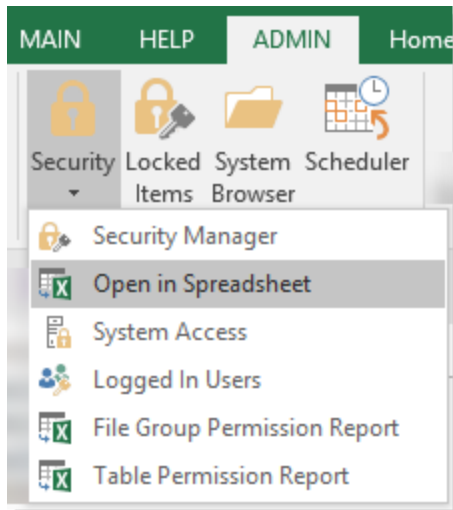 MAIN HELP ADMIN Home
Security Locked System Scheduler
Items Browser
Security Manager
Open in Spreadsheet
System Access
Logged In Users
File Group Permission Report
Table Permission Report